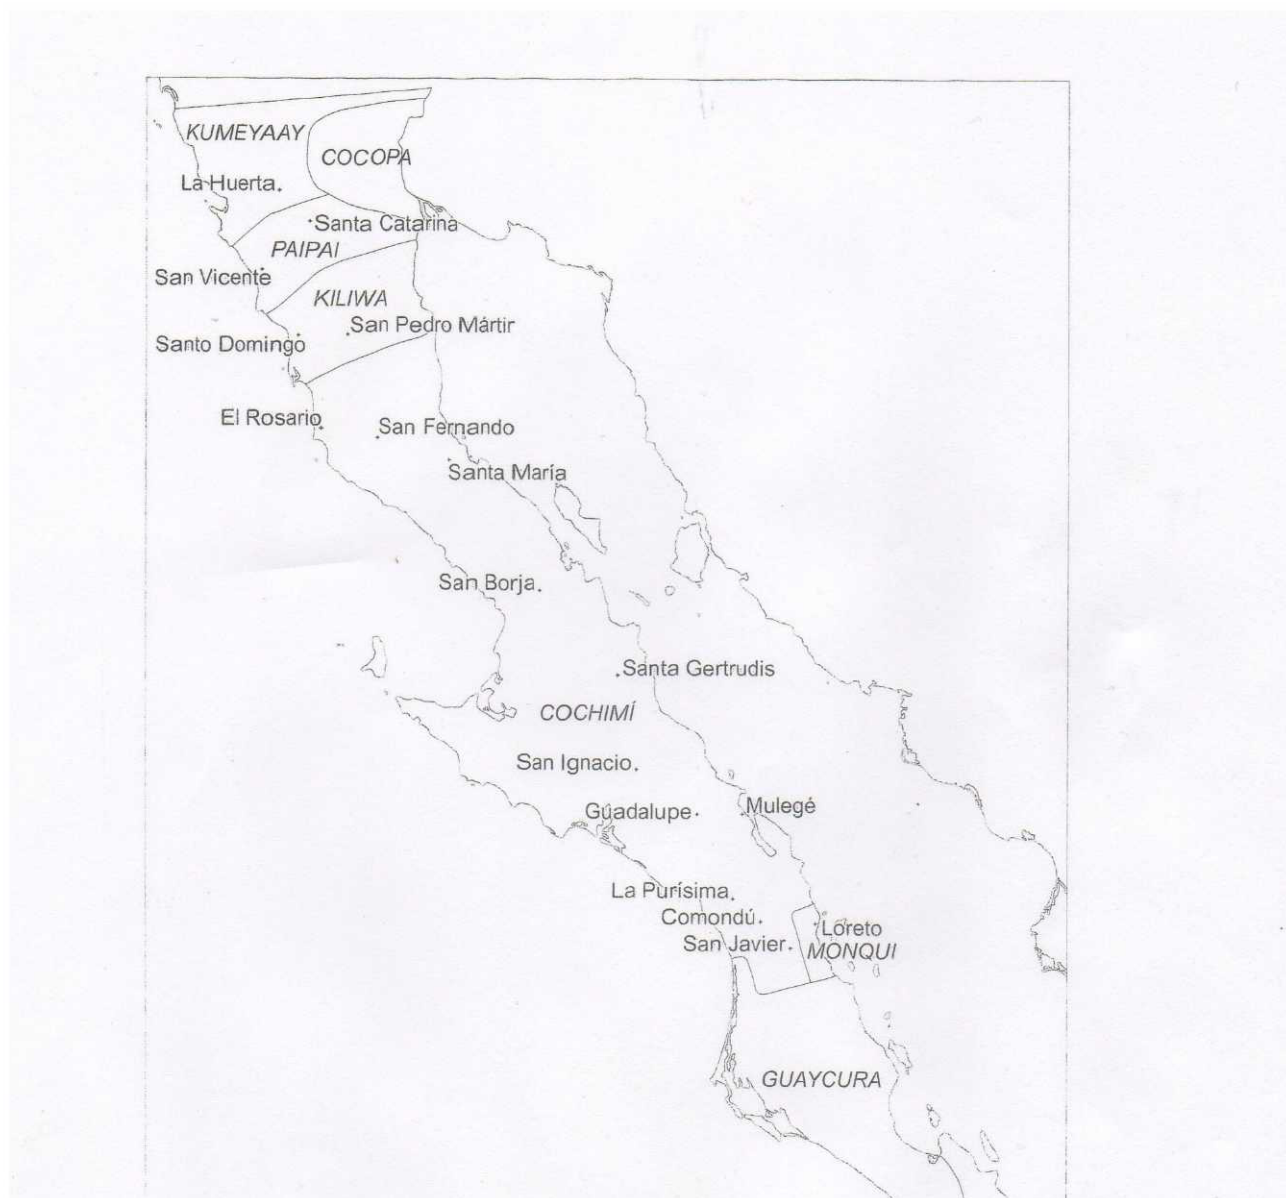 KUMEYAAY
COCOPA
La Huerta
Santa Catarina
PAIPAI
San Vicente
KILIWA
San Pedro Mártir
Santo Domingo
El Rosario
San Fernando
Santa María
San Borja
Santa Gertrudis
COCHIMÍ
San Ignacio
Guadalupe
Mulegé
La Purísima
Comondú
Loreto
San Javier
MONQUI
GUAYCURA